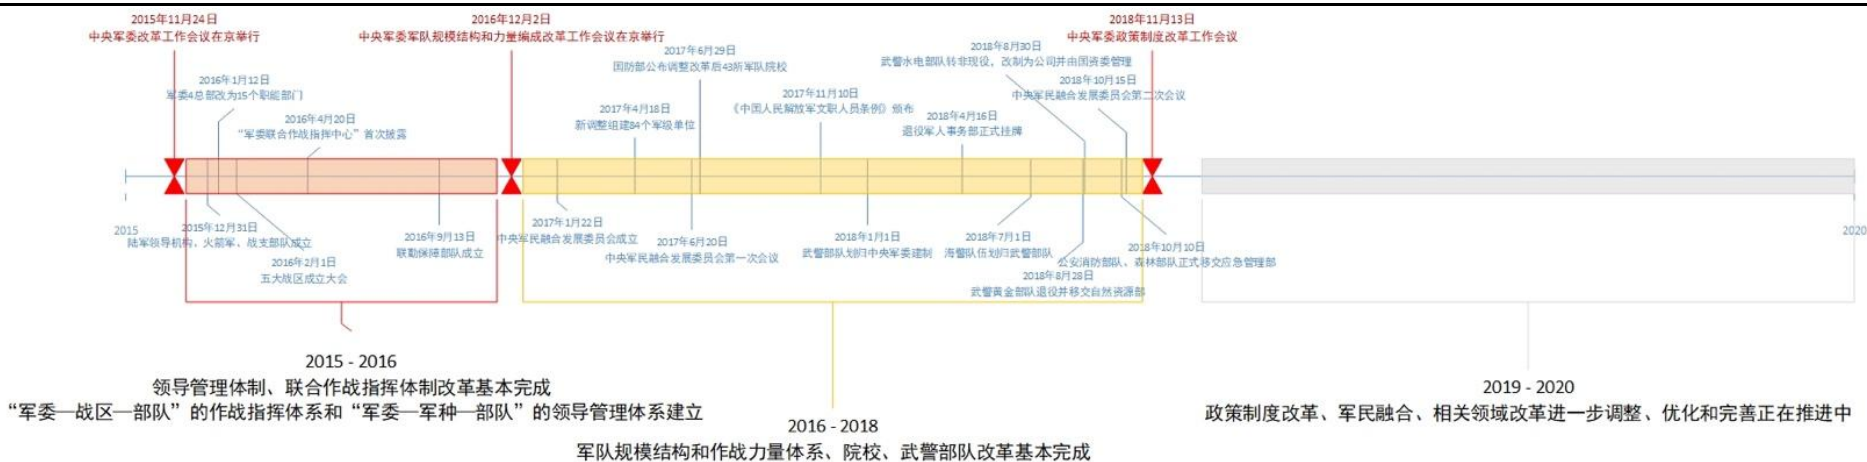 2015年11月24日
中央军委改革工作会议在京举行
2016年12月2日
中央军委军队规模结构和力量编成改革工作会议在京举行
2018年11月13日
中央军委政策制度改革工作会议
2016年1月12日
军委4总部改为15个职能部门
2016年4月20日
“军委联合作战指挥中心”首次披露
2017年4月18日
新调整组建84个军级单位
2017年6月29日
国防部公布调整改革后43所军队院校
2017年11月10日
《中国人民解放军文职人员条例》颁布
2018年4月16日
退役军人事务部正式挂牌
2018年8月30日
武警水电部队转非现役，改制为公司并由国资委管理
2018年10月15日
中央军民融合发展委员会第二次会议
2015
2015年12月31日
陆军领导机构、火箭军、战支部队成立
2016年2月1日
五大战区成立大会
2016年9月13日
联勤保障部队成立
2017年1月22日
中央军民融合发展委员会成立
2017年6月20日
中央军民融合发展委员会第一次会议
2018年1月1日
武警部队划归中央军委建制
2018年7月1日
海警队伍划归武警部队
2018年8月28日
武警黄金部队退役并移交自然资源部
2018年10月10日
公安消防部队、森林部队正式移交应急管理部
2020
2015 - 2016
领导管理体制、联合作战指挥体制改革基本完成
“军委—战区—部队”的作战指挥体系和“军委—军种—部队”的领导管理体系建立
2016 - 2018
军队规模结构和作战力量体系、院校、武警部队改革基本完成
2019 - 2020
政策制度改革、军民融合、相关领域改革进一步调整、优化和完善正在推进中